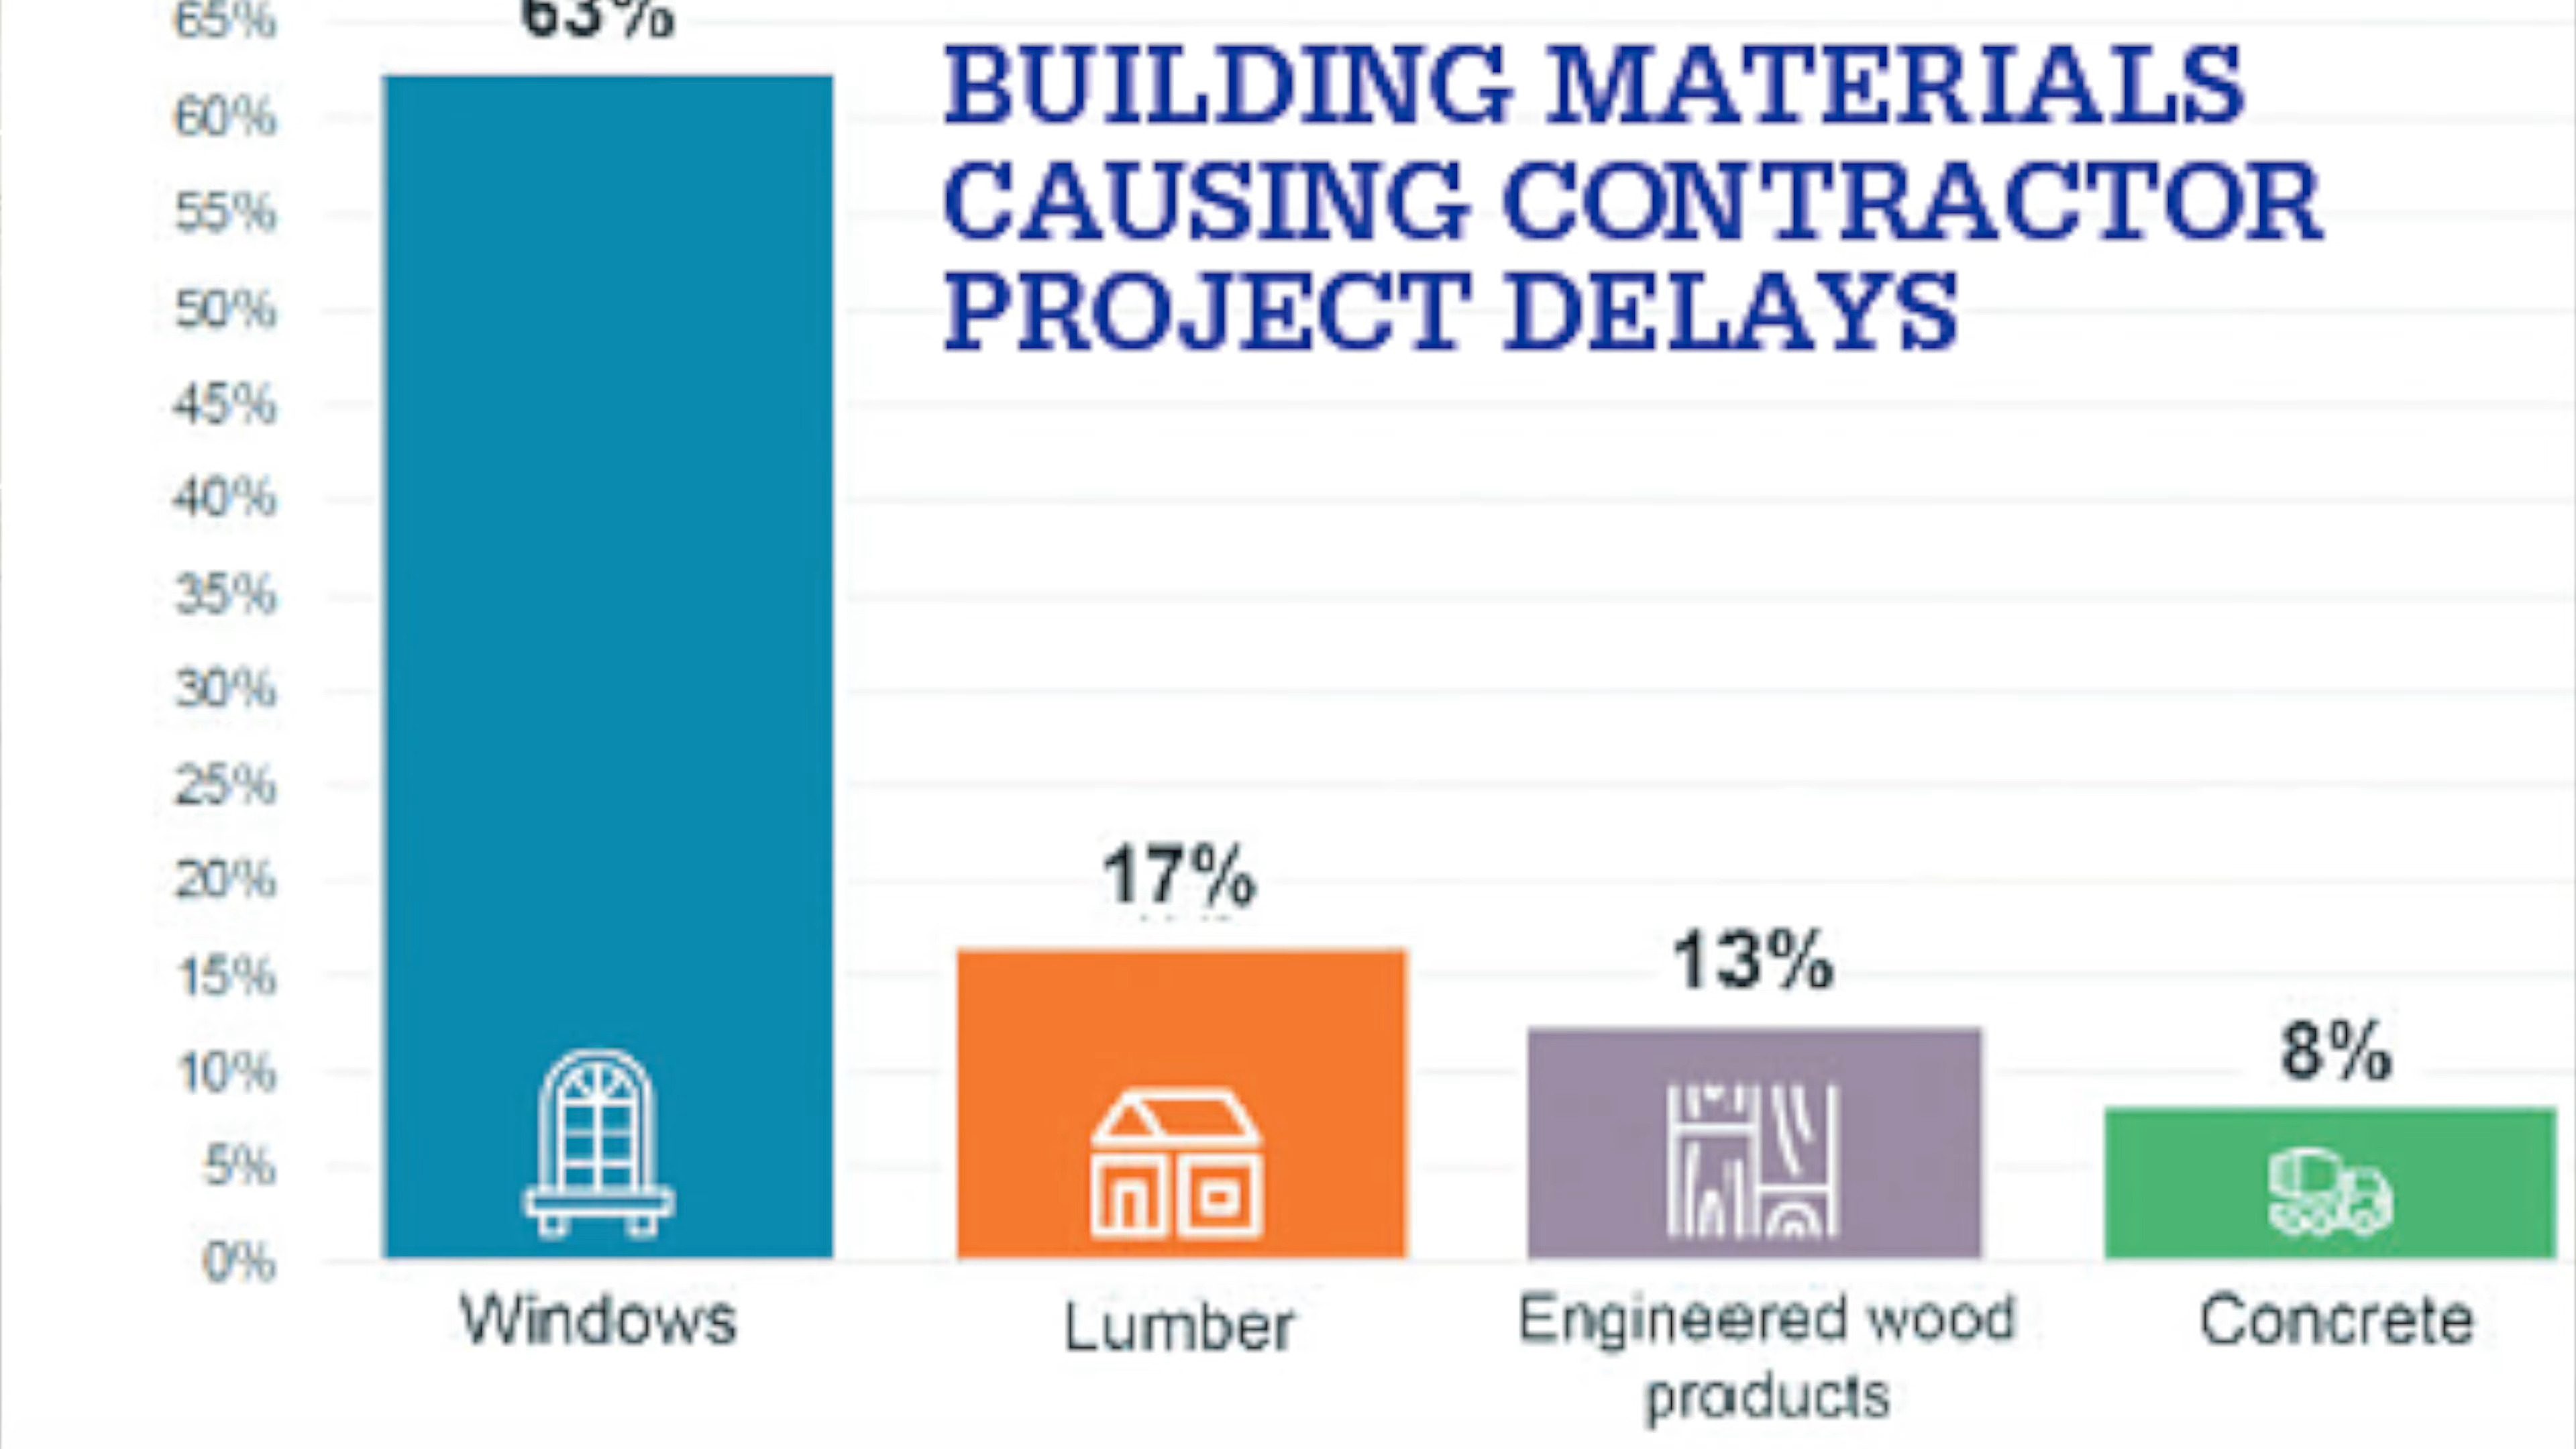 65%
63%
BUILDING MATERIALS
60%
CAUSING CONTRACTOR
55%
PROJECT DELAYS
50%
45%
40%
35%
30%
25%
20%
17%
15%
13%
10%
8%
5%
0%
Windows
Lumber
Engineered wood
products
Concrete